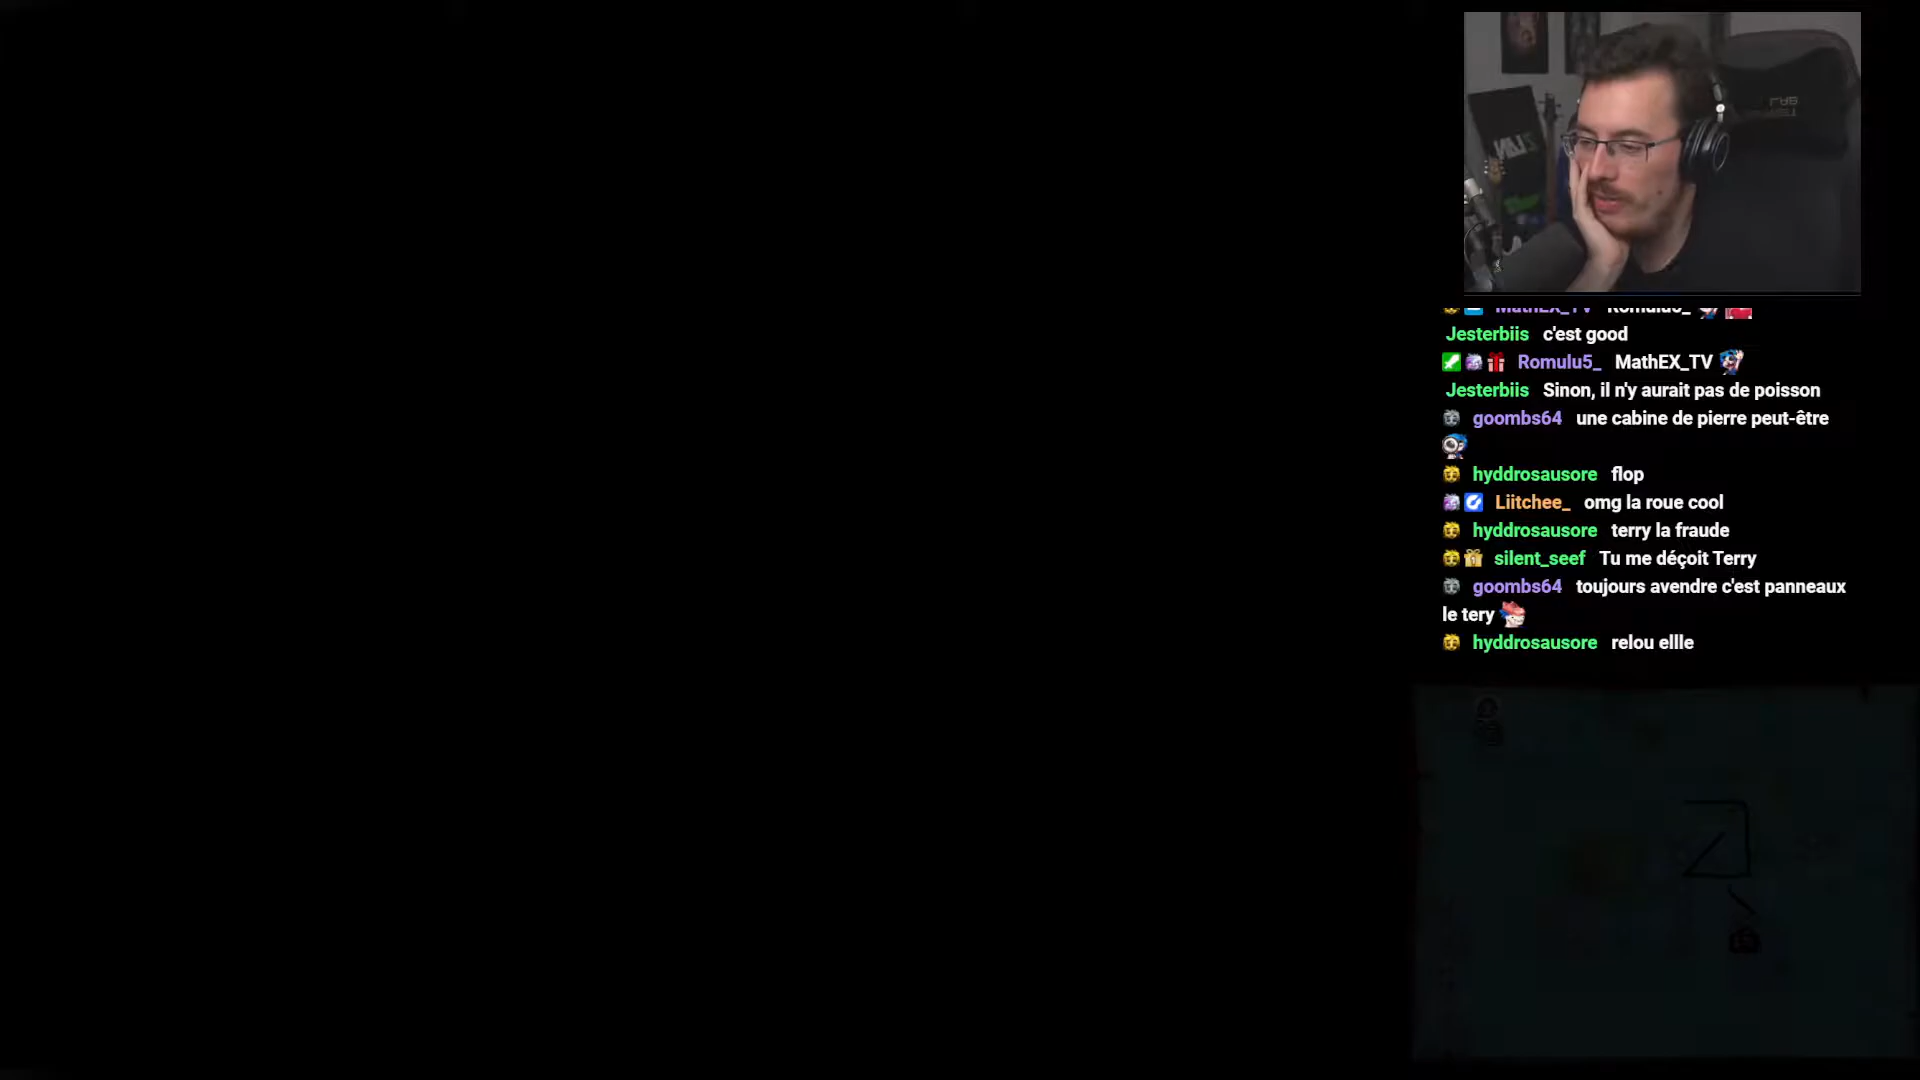 Jesterbiis c'est good
Romulu5_ MathEX_TV
Jesterbiis Sinon, il n'y aurait pas de poisson
goombs64 une cabine de pierre peut-être
hyddrosausore flop
Liitchee_ omg la roue cool
hyddrosausore terry la fraude
silent_seef Tu me déçoit Terry
goombs64 toujours avendre c'est panneaux
le tery
hyddrosausore relou ellle